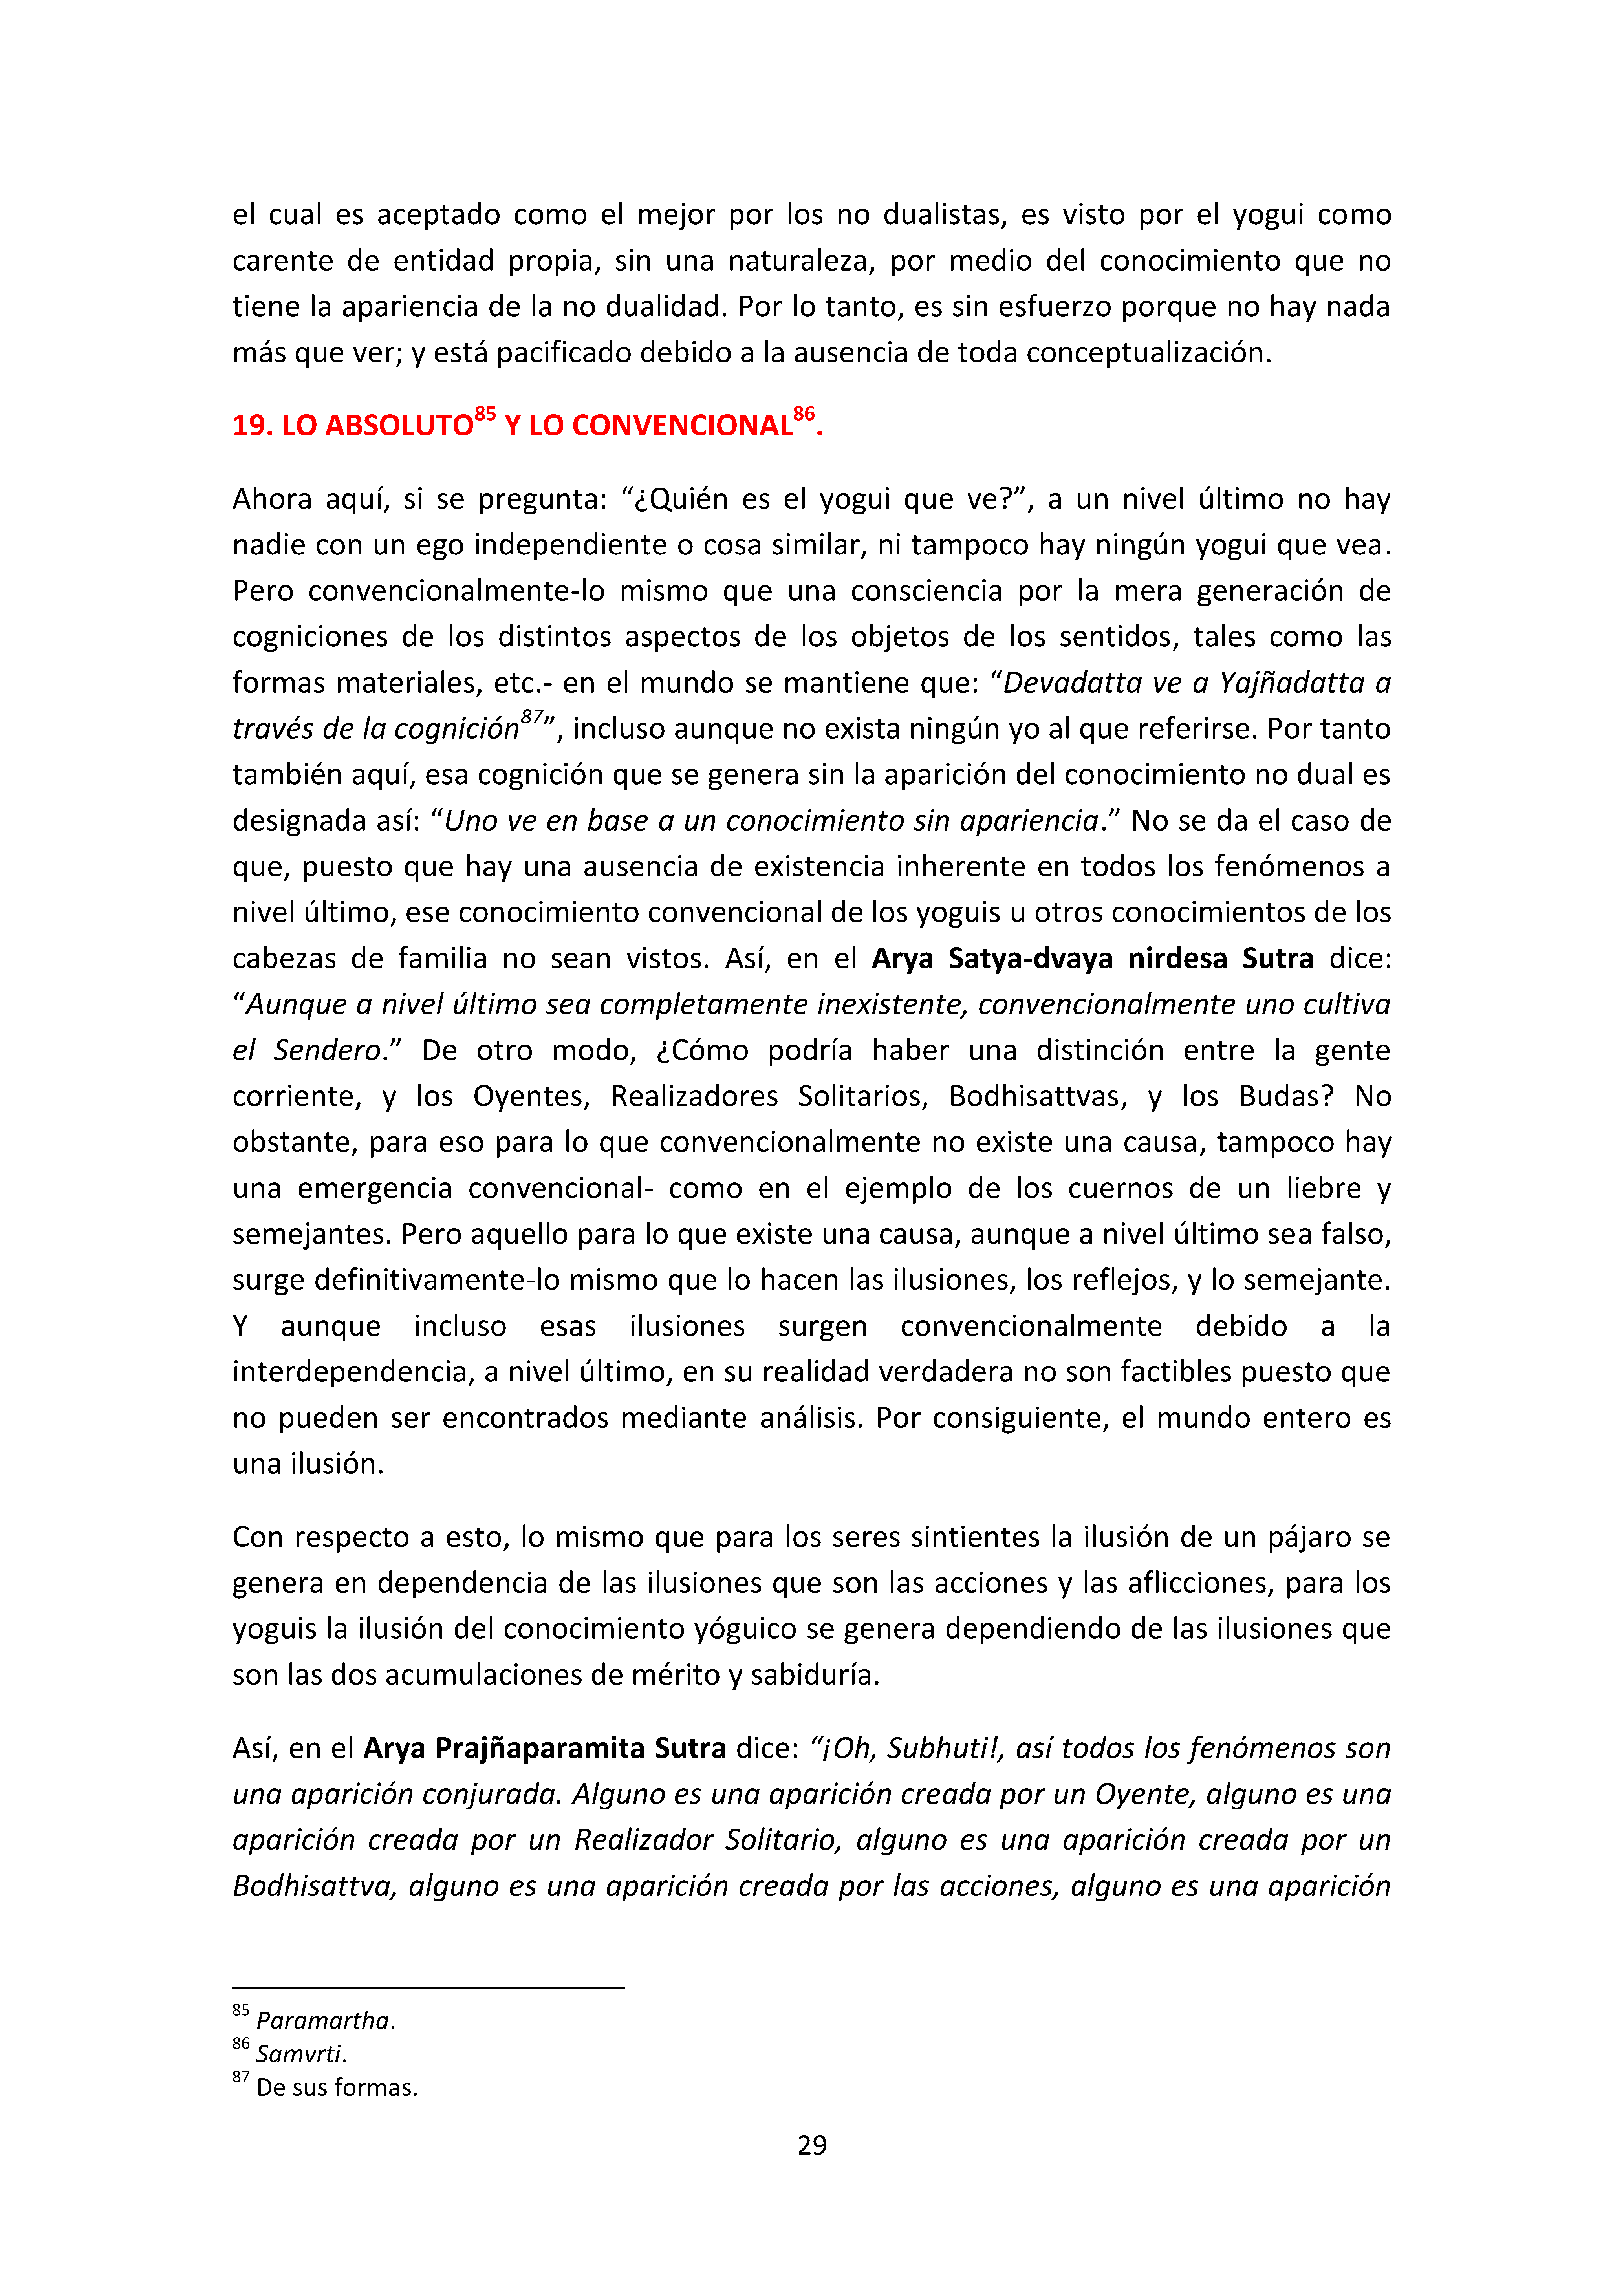 el cual es aceptado como el mejor por los no dualistas, es visto por el yogui como
carente de entidad propia, sin una naturaleza, por medio del conocimiento que no
tiene la apariencia de la no dualidad. Por lo tanto, es sin esfuerzo porque no hay nada
más que ver; y está pacificado debido a la ausencia de toda conceptualización.
19. LO ABSOLUTO85 Y LO CONVENCIONAL86.
Ahora aquí, si se pregunta: “¿Quién es el yogui que ve?”, a un nivel último no hay
nadie con un ego independiente o cosa similar, ni tampoco hay ningún yogui que vea.
Pero convencionalmente-lo mismo que una consciencia por la mera generación de
cogniciones de los distintos aspectos de los objetos de los sentidos, tales como las
formas materiales, etc.- en el mundo se mantiene que: “Devadatta ve a Yajñadatta a
través de la cognición87”, incluso aunque no exista ningún yo al que referirse. Por tanto
también aquí, esa cognición que se genera sin la aparición del conocimiento no dual es
designada así: “Uno ve en base a un conocimiento sin apariencia.” No se da el caso de
que, puesto que hay una ausencia de existencia inherente en todos los fenómenos a
nivel último, ese conocimiento convencional de los yoguis u otros conocimientos de los
cabezas de familia no sean vistos. Así, en el Arya Satya-dvaya nirdesa Sutra dice:
“Aunque a nivel último sea completamente inexistente, convencionalmente uno cultiva
el Sendero.” De otro modo, ¿Cómo podría haber una distinción entre la gente
corriente, y los Oyentes, Realizadores Solitarios, Bodhisattvas, y los Budas? No
obstante, para eso para lo que convencionalmente no existe una causa, tampoco hay
una emergencia convencional- como en el ejemplo de los cuernos de un liebre y
semejantes. Pero aquello para lo que existe una causa, aunque a nivel último sea falso,
surge definitivamente-lo mismo que lo hacen las ilusiones, los reflejos, y lo semejante.
Y aunque incluso esas ilusiones surgen convencionalmente debido a la
interdependencia, a nivel último, en su realidad verdadera no son factibles puesto que
no pueden ser encontrados mediante análisis. Por consiguiente, el mundo entero es
una ilusión.
Con respecto a esto, lo mismo que para los seres sintientes la ilusión de un pájaro se
genera en dependencia de las ilusiones que son las acciones y las aflicciones, para los
yoguis la ilusión del conocimiento yóguico se genera dependiendo de las ilusiones que
son las dos acumulaciones de mérito y sabiduría.
Así, en el Arya Prajñaparamita Sutra dice: “¡Oh, Subhuti!, así todos los fenómenos son
una aparición conjurada. Alguno es una aparición creada por un Oyente, alguno es una
aparición creada por un Realizador Solitario, alguno es una aparición creada por un
Bodhisattva, alguno es una aparición creada por las acciones, alguno es una aparición
85 Paramartha.
86 Samvrti.
87 De sus formas.
29